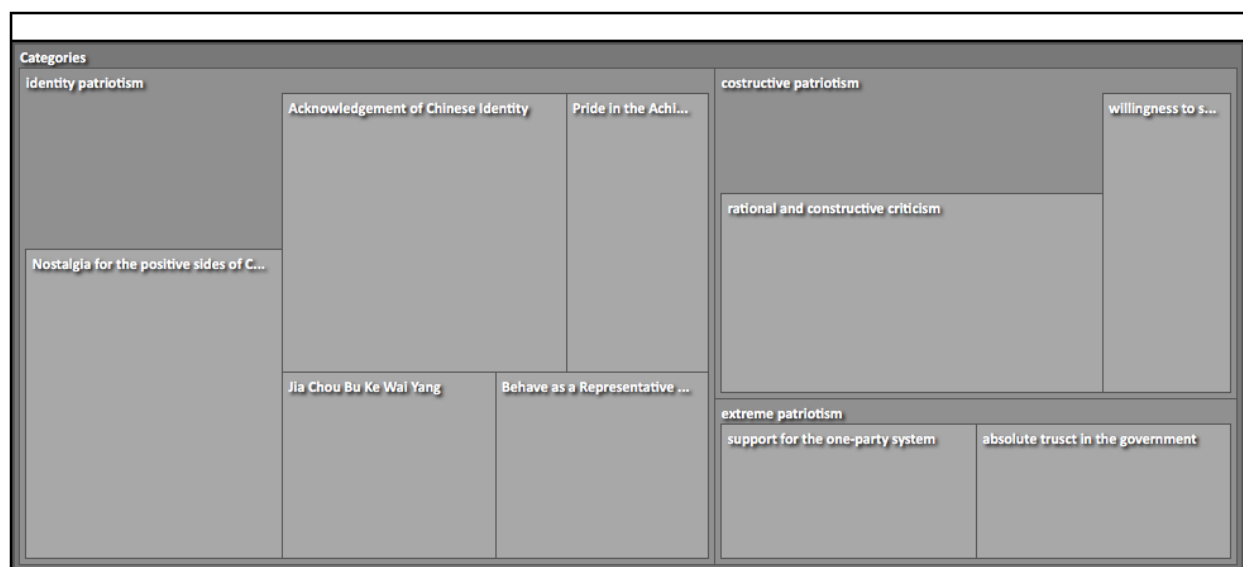 Categories
identity patriotism
Acknowledgement of Chinese Identity
Pride in the Achi...
Nostalgia for the positive sides of C...
Jia Chou Bu Ke Wai Yang
Behave as a Representative ...
costructive patriotism
willingness to s...
rational and constructive criticism
extreme patriotism
support for the one-party system
absolute trusct in the government